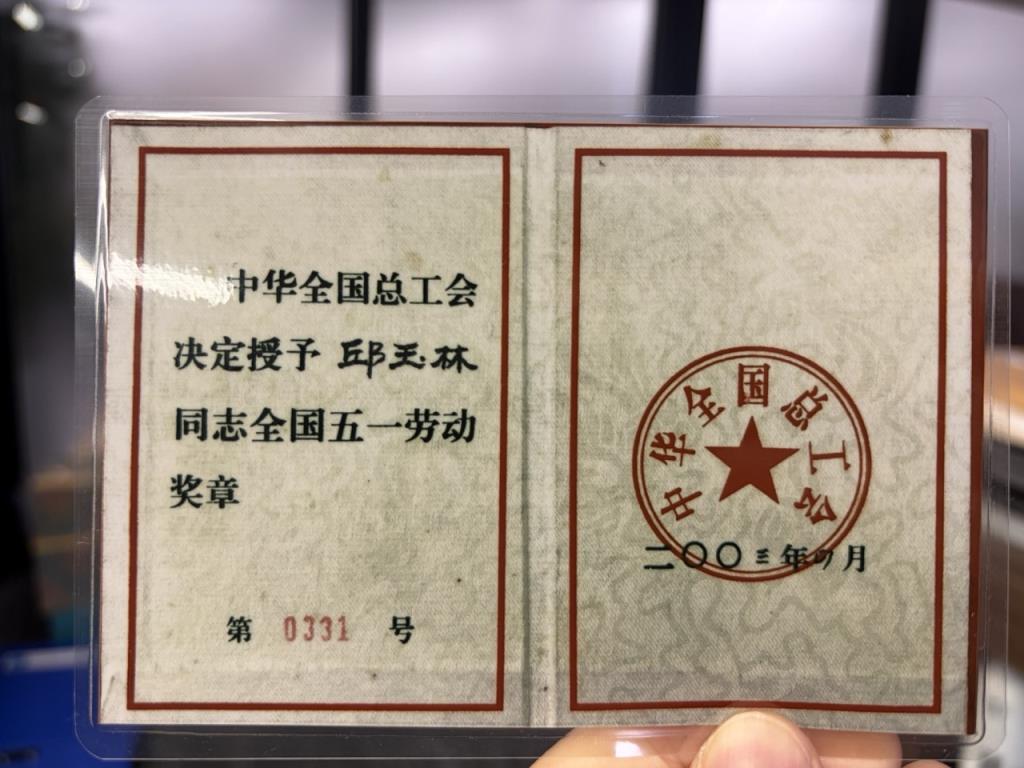 中华全国总工会
决定授予 邱玉林
同志全国五一劳动
奖章
第 0331 号
中华全国总工会
二〇〇三年四月